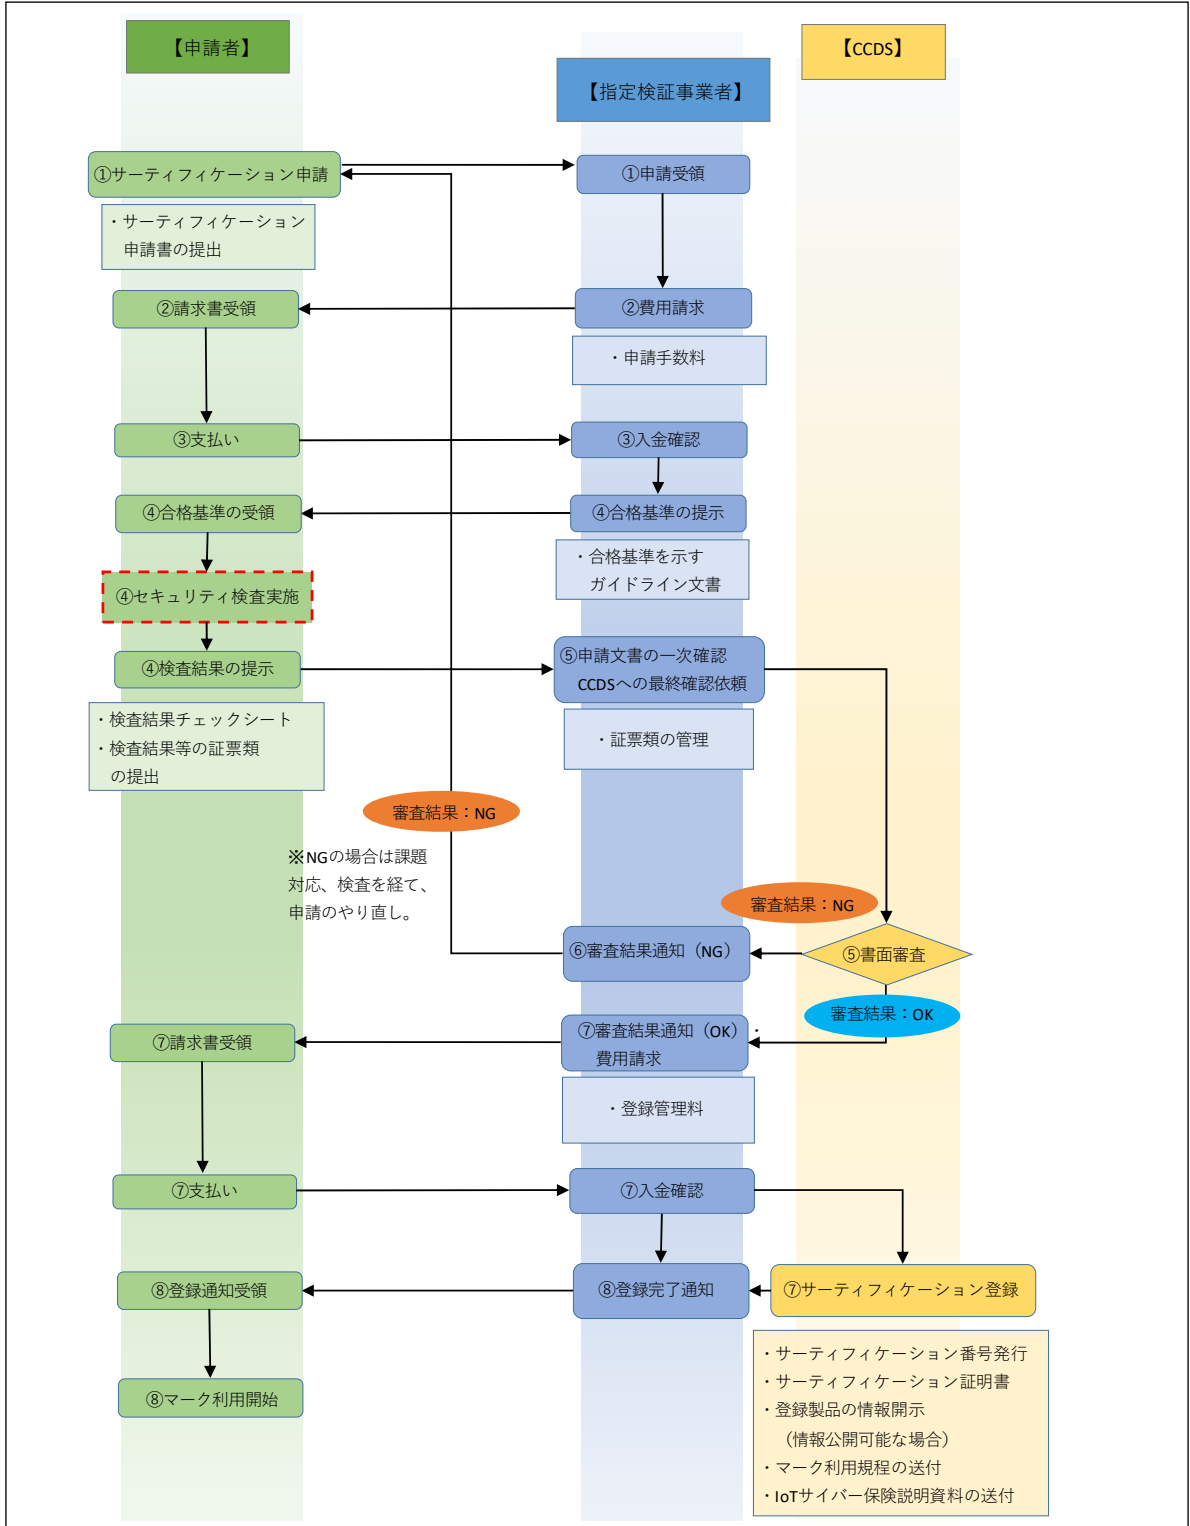 【申請者】
【指定検証事業者】
【CCDS】
①サーティフィケーション申請
①申請受領
・サーティフィケーション
申請書の提出
②請求書受領
②費用請求
・申請手数料
③支払い
③入金確認
④合格基準の受領
④合格基準の提示
・合格基準を示す
ガイドライン文書
④セキュリティ検査実施
④検査結果の提示
⑤申請文書の一次確認
CCDSへの最終確認依頼
・検査結果チェックシート
・検査結果等の証票類
の提出
・証票類の管理
審査結果：NG
※NGの場合は課題
対応、検査を経て、
申請のやり直し。
審査結果：NG
⑥審査結果通知（NG）
⑤書面審査
審査結果：OK
⑦請求書受領
⑦審査結果通知（OK）・
費用請求
・登録管理料
⑦支払い
⑦入金確認
⑧登録通知受領
⑧登録完了通知
⑦サーティフィケーション登録
・サーティフィケーション番号発行
・サーティフィケーション証明書
・登録製品の情報開示
（情報公開可能な場合）
・マーク利用規程の送付
・IoTサイバー保険説明資料の送付
⑧マーク利用開始